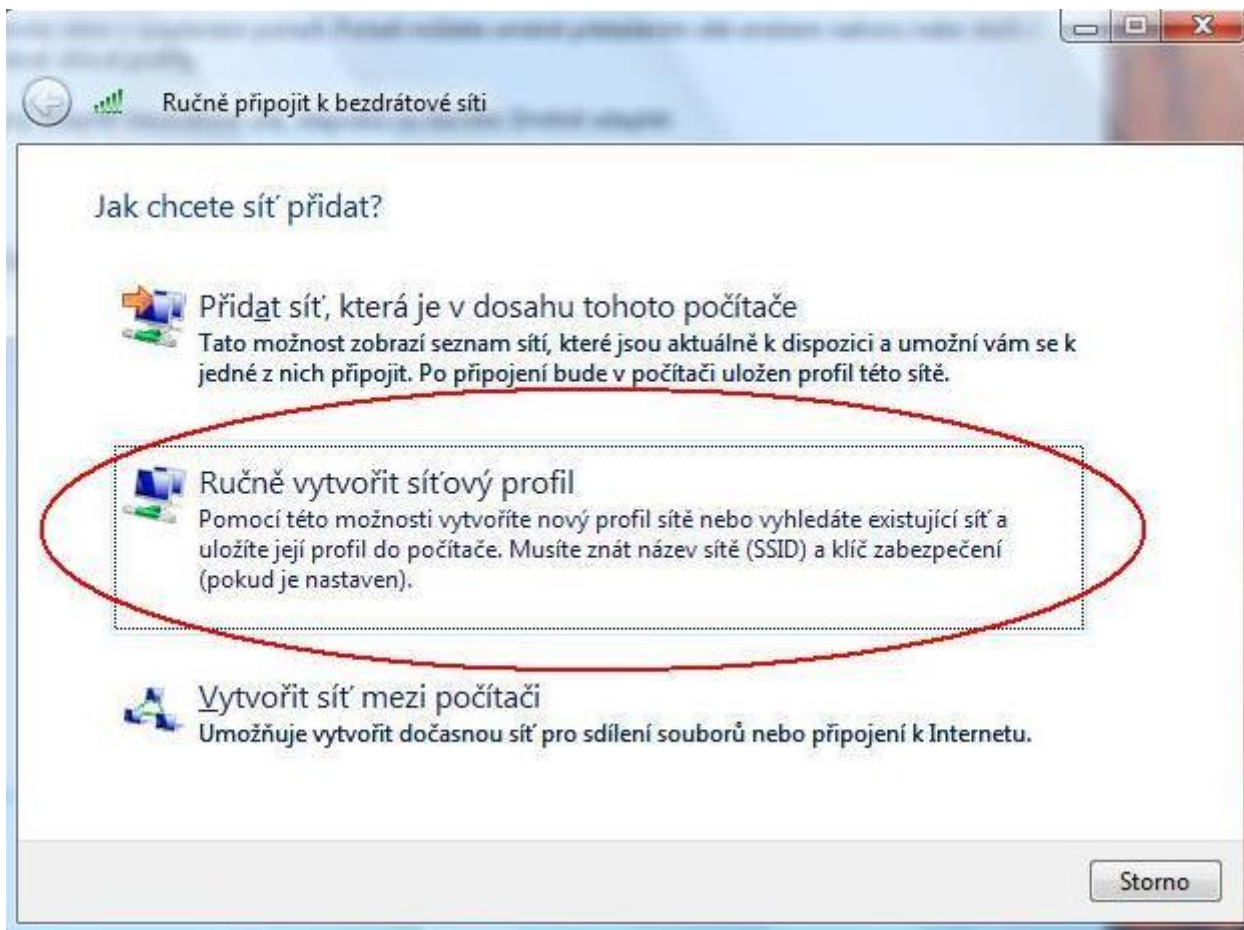 Ručně připojit k bezdrátové síti
Jak chcete síť přidat?
Přidat síť, která je v dosahu tohoto počítače
Tato možnost zobrazí seznam sítí, které jsou aktuálně k dispozici a umožní vám se k
jedné z nich připojit. Po připojení bude v počítači uložen profil této sítě.
Ručně vytvořit síťový profil
Pomocí této možnosti vytvoříte nový profil sítě nebo vyhledáte existující síť a
uložíte její profil do počítače. Musíte znát název sítě (SSID) a klíč zabezpečení
(pokud je nastaven).
Vytvořit síť mezi počítači
Umožňuje vytvořit dočasnou síť pro sdílení souborů nebo připojení k Internetu.
Storno